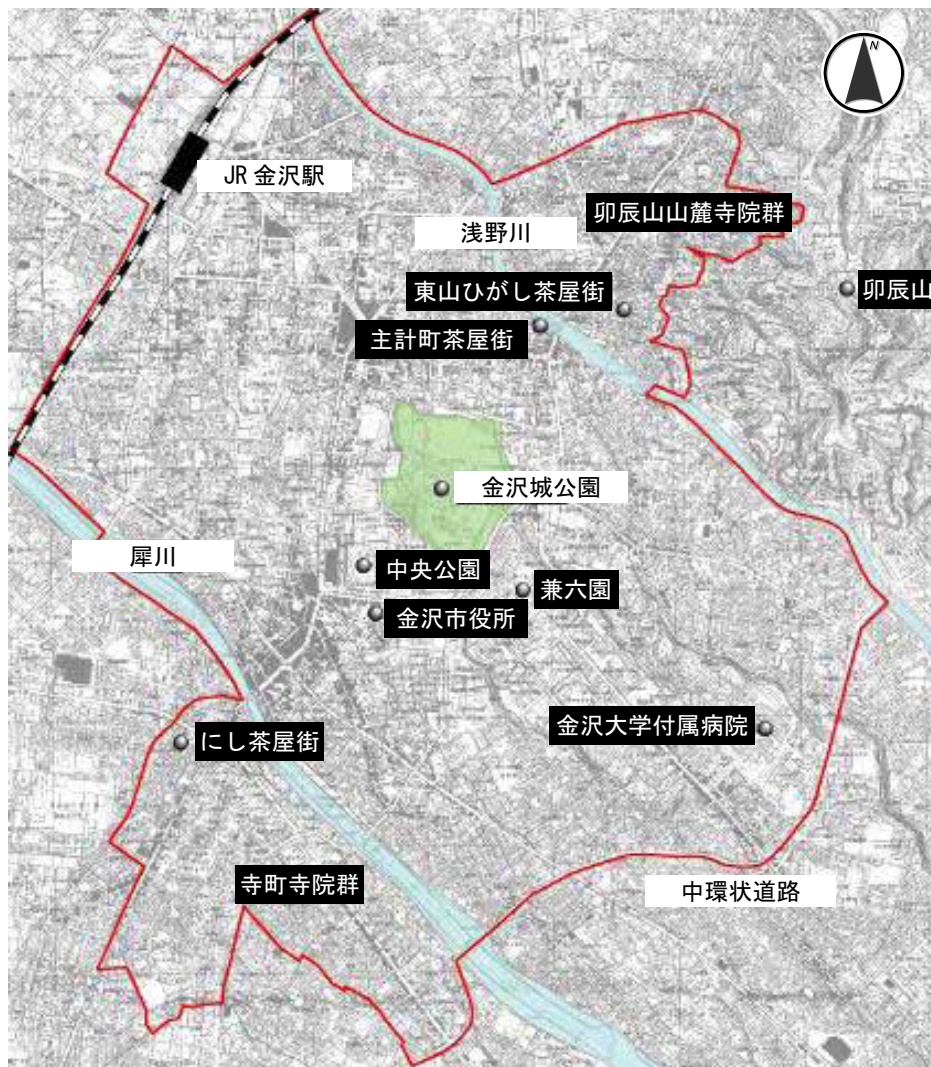 N
JR 金沢駅
卯辰山山麓寺院群
浅野川
東山ひがし茶屋街
卯辰山
主計町茶屋街
金沢城公園
犀川
中央公園
兼六園
金沢市役所
金沢大学付属病院
にし茶屋街
寺町寺院群
中環状道路